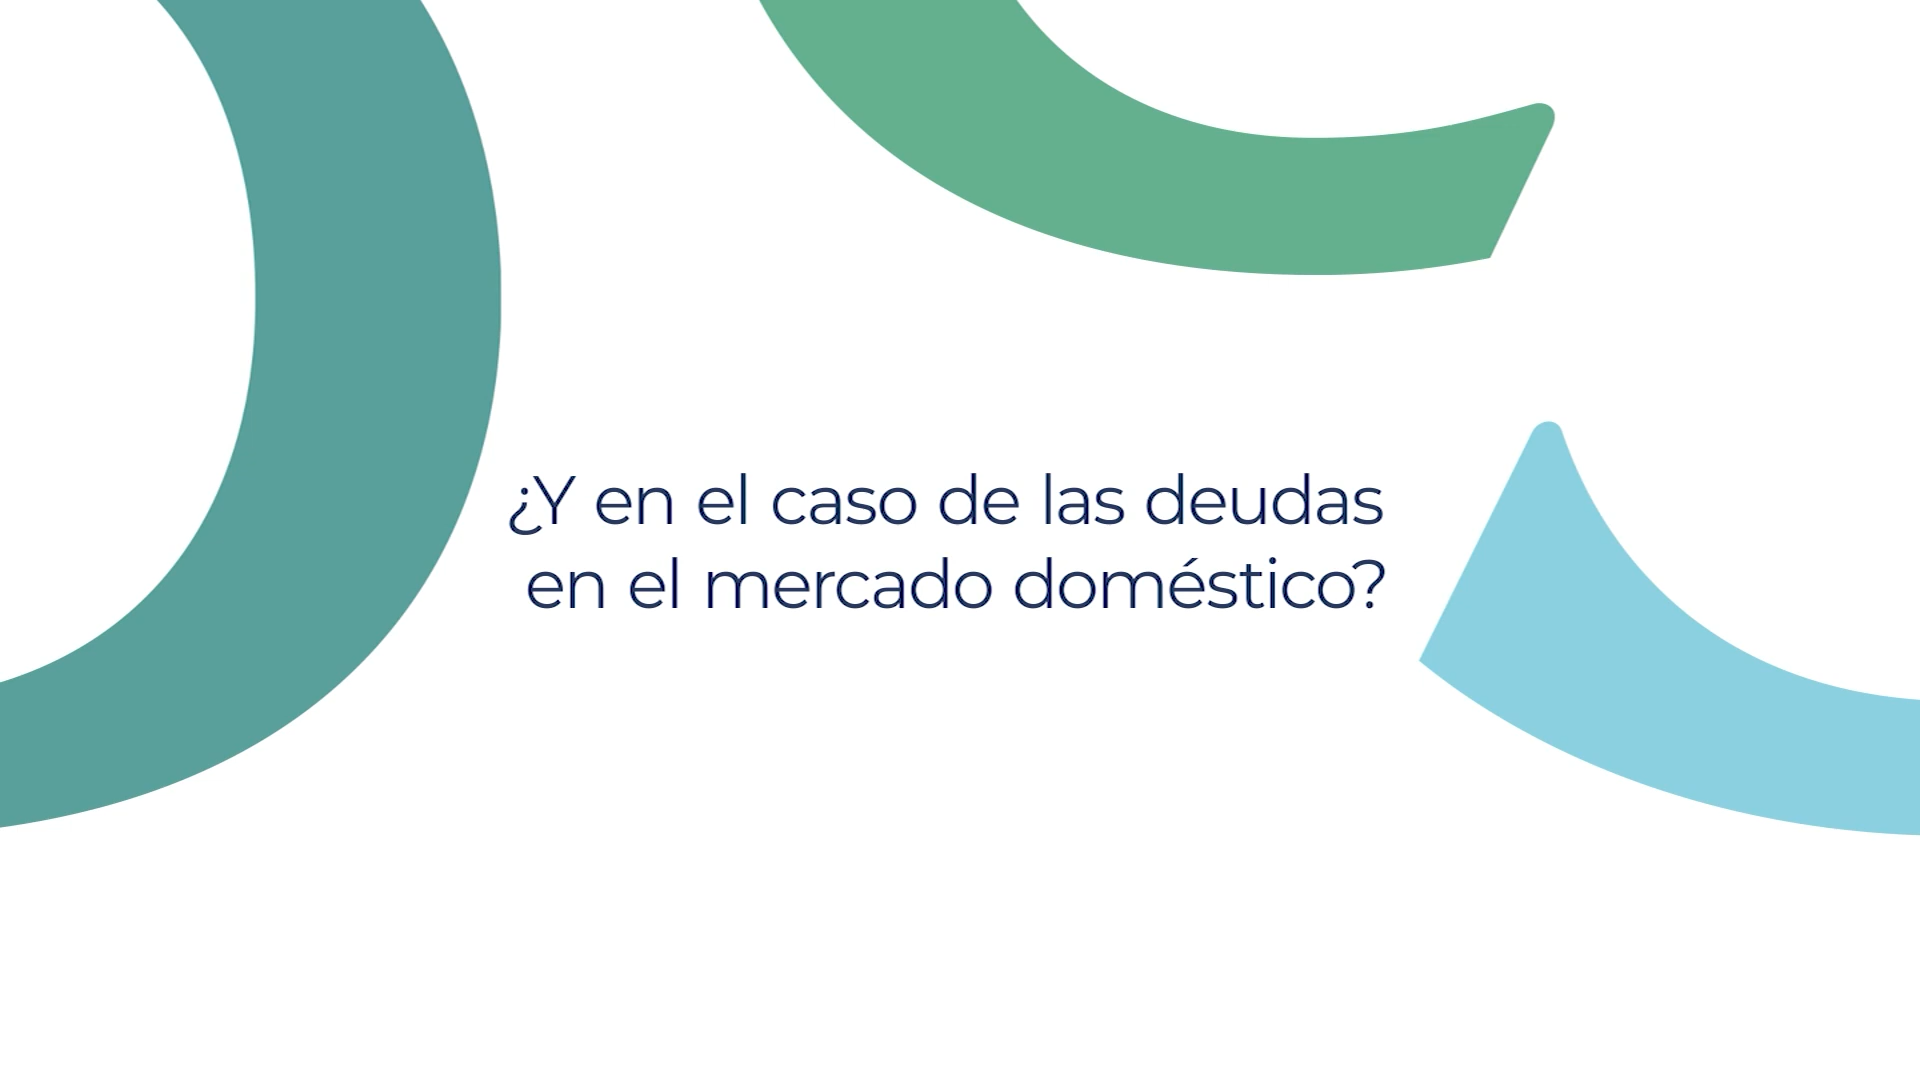 ¿Y en el caso de las deudas
en el mercado doméstico?